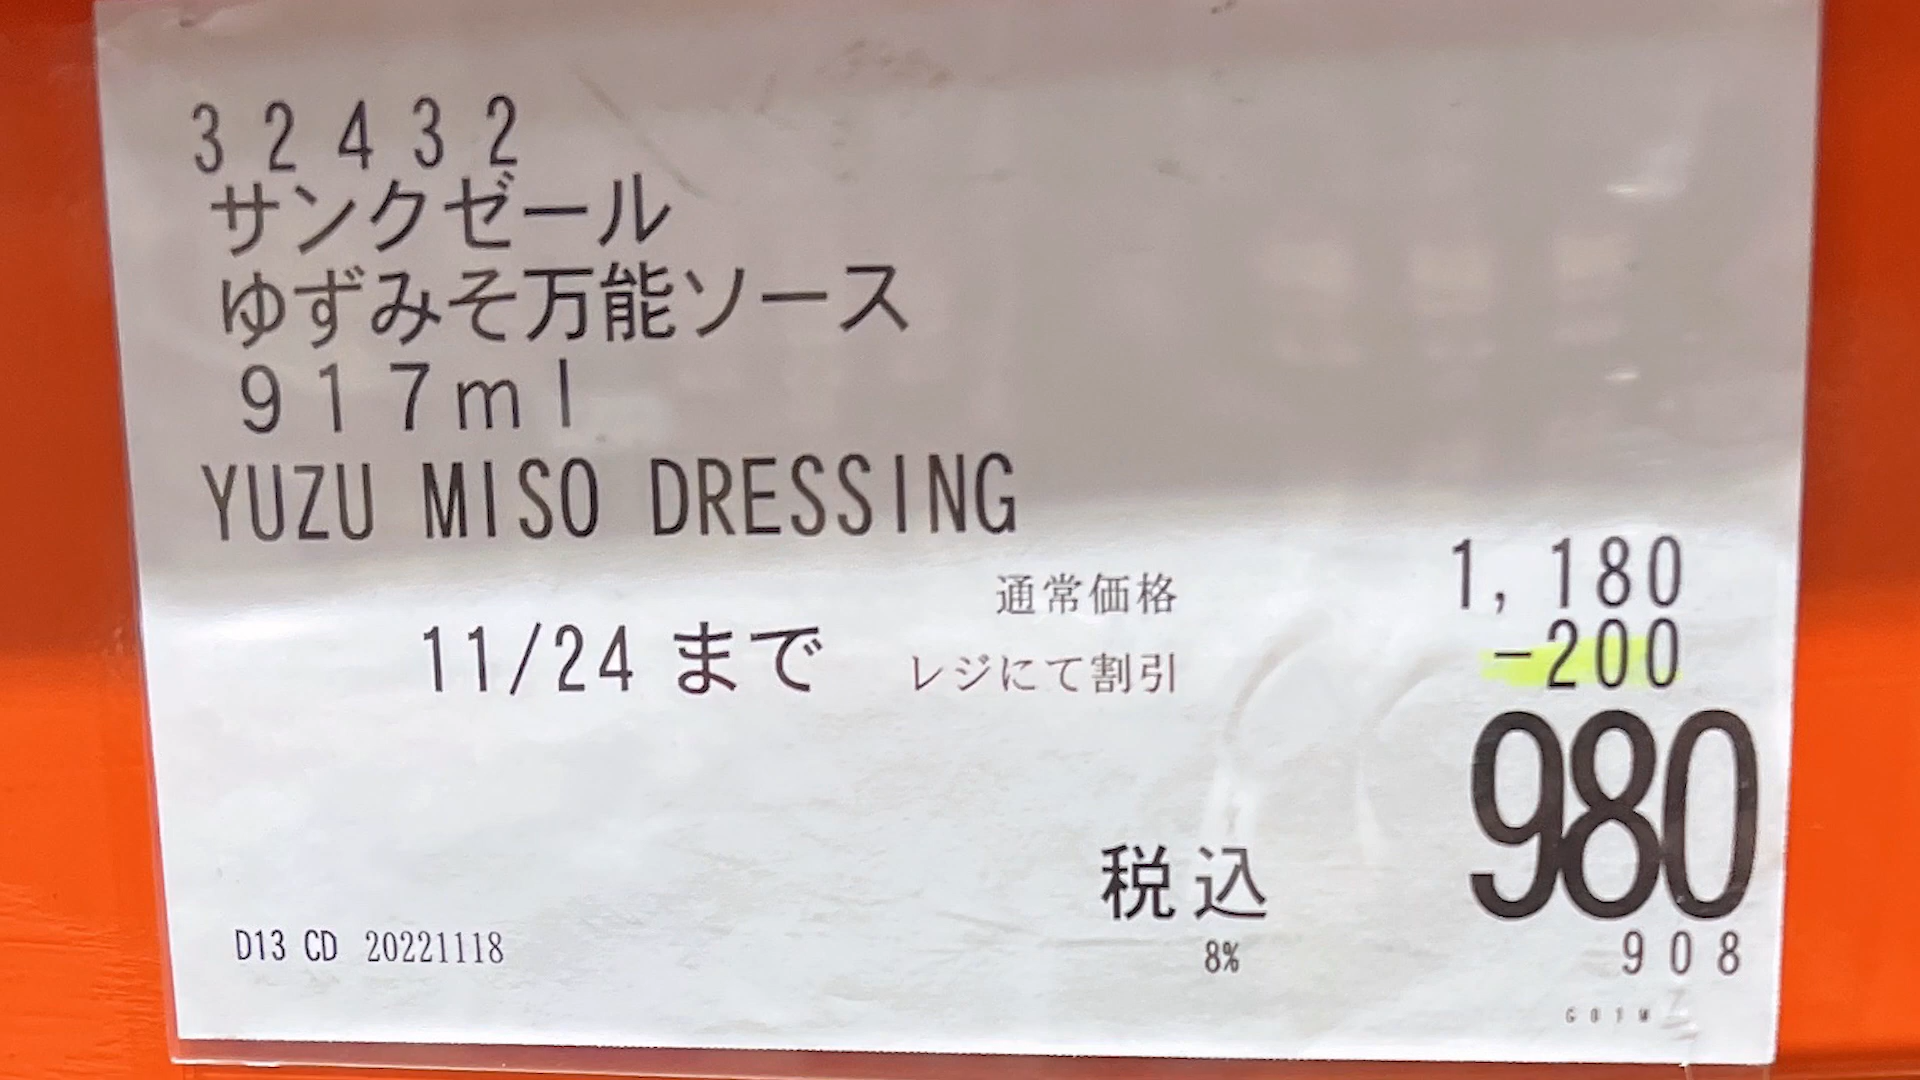 32432
サンクゼール
ゆずみそ万能ソース
917ml
YUZU MISO DRESSING
通常価格 1,180
11/24 まで レジにて割引 -200
980
税込
8% 908
D13 CD 20221118